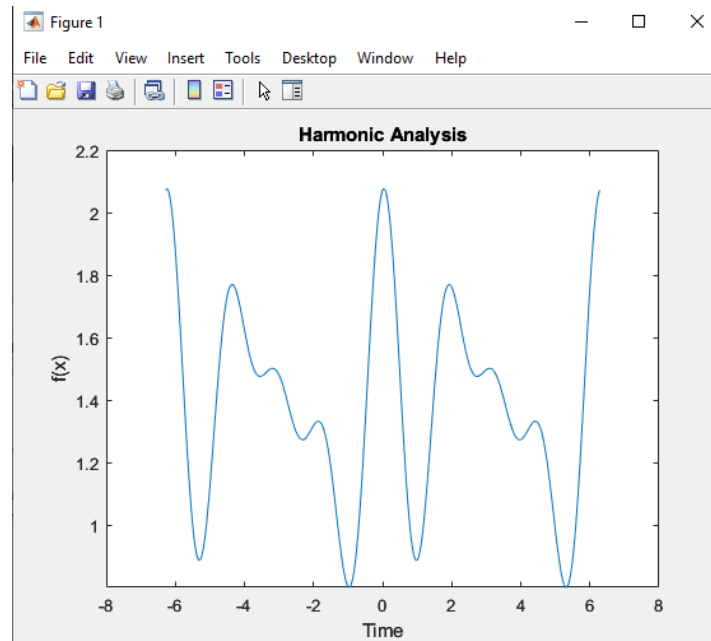 Figure 1
File Edit View Insert Tools Desktop Window Help
Harmonic Analysis
2.2
2
1.8
1.6
1.4
1.2
1
f(x)
-8 -6 -4 -2 0 2 4 6 8
Time